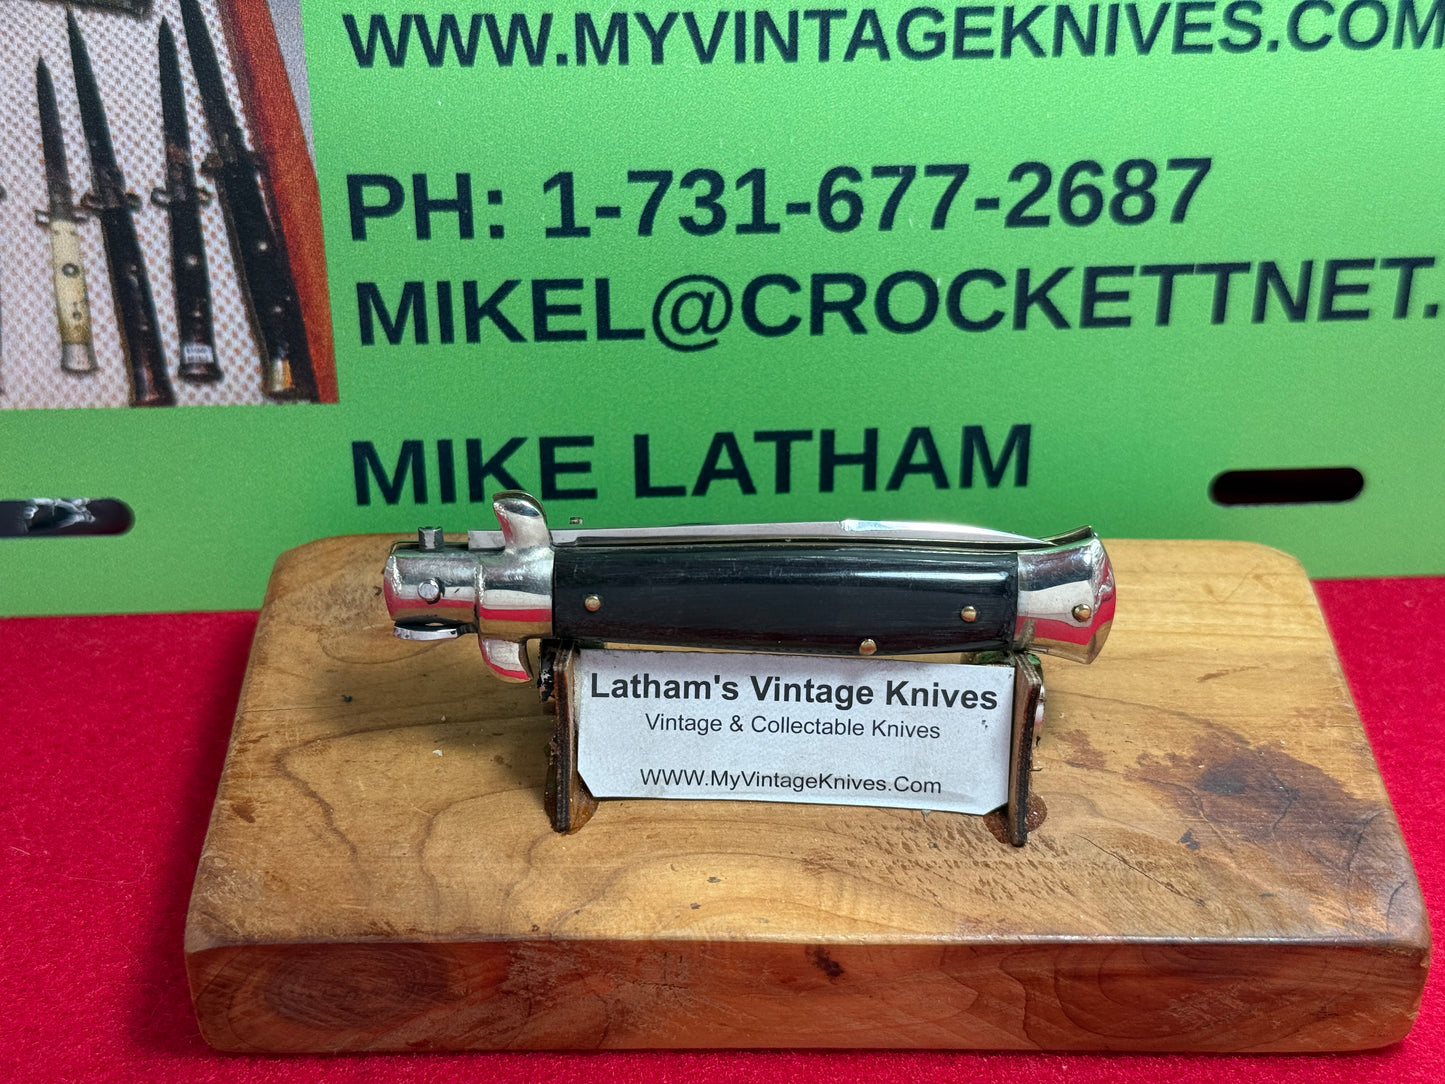 WWW.MYVINTAGEKNIVES.COM
PH: 1-731-677-2687
MIKEL@CROCKETTNET.
MIKE LATHAM
Latham's Vintage Knives
Vintage & Collectable Knives
WWW.MyVintageKnives.Com